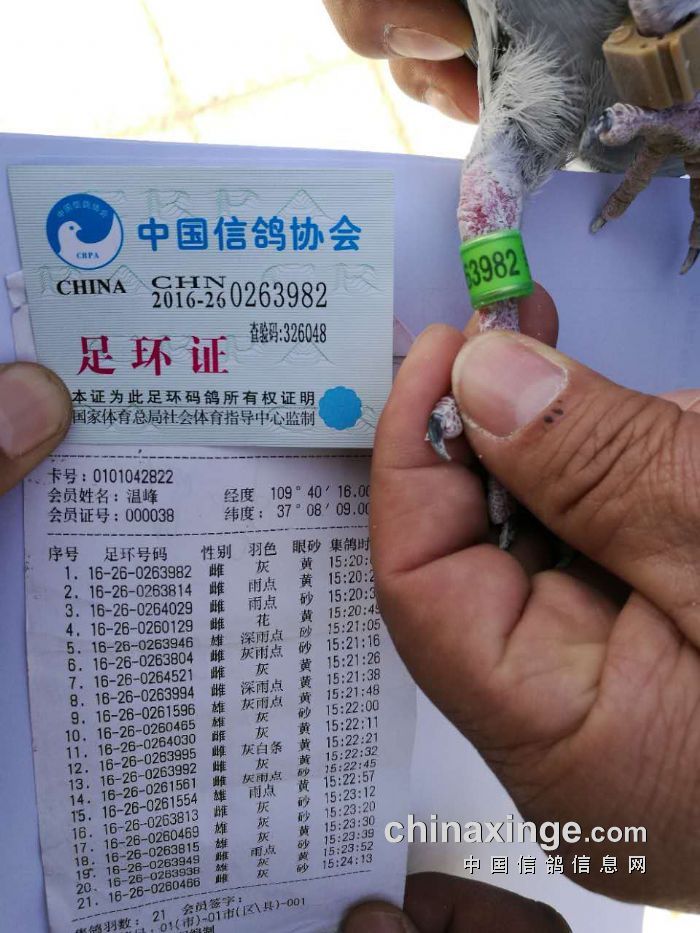 中国信鸽协会
CRPA
CHINA
CHN
2016-26 0263982
查验码:326048
足环证
本证为此足环码鸽所有权证明
国家体育总局社会体育指导中心监制
63982
卡号:0101042822
会员姓名:温峰 经度 109° 40′ 16.00
会员证号:000038 纬度: 37° 08′ 09.00
序号 足环号码 性别 羽色 眼砂 集鸽时
1. 16-26-0263982 雌 灰 黄 15:20:
2. 16-26-0263814 雌 雨点 黄 15:20:2
3. 16-26-0264029 雌 雨点 砂 15:20:3
4. 16-26-0260129 雌 花 黄 15:20:49
5. 16-26-0263946 雄 深雨点 砂 15:21:05
6. 16-26-0263804 雌 灰雨点 砂 15:21:16
7. 16-26-0264521 雌 灰 黄 15:21:26
8. 16-26-0263994 雌 深雨点 黄 15:21:38
9. 16-26-0261596 雄 灰雨点 黄 15:21:48
10. 16-26-0260465 雄 灰 砂 15:22:00
11. 16-26-0264030 雌 灰 黄 15:22:11
12. 16-26-0263995 雌 灰白条 黄 15:22:21
13. 16-26-0263992 雌 灰 黄 15:22:32
14. 16-26-0261561 雌 灰雨点 砂 15:22:45
15. 16-26-0261554 雄 雨点 黄 15:22:57
16. 16-26-0263813 雄 灰 砂 15:23:12
17. 16-26-0260469 雌 灰 砂 15:23:20
18. 16-26-0263815 雄 灰 黄 15:23:30
19. 16-26-0263949 雌 雨点 黄 15:23:39
20. 16-26-0263938 雌 灰 砂 15:23:52
21. 16-26-0260466 雄 灰 砂 15:24:13
集鸽羽数: 21 会员签字:
01(市)-01市(区\县)-001
chinaxinge.com
中国信鸽信息网